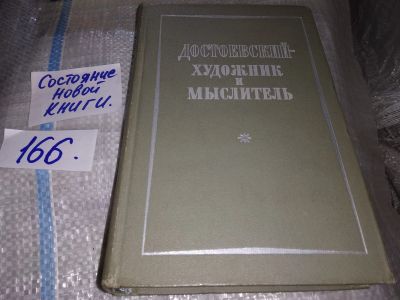 Состояние
новой
книги.
166.
ДОСТОЕВСКИЙ-
ХУДОЖНИК
И
МЫСЛИТЕЛЬ